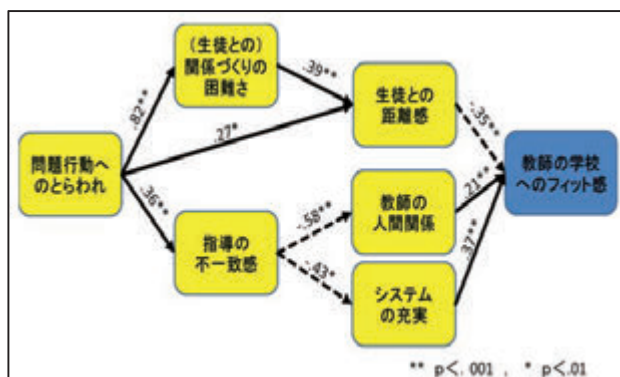 （生徒との）
関係づくりの
困難さ
.82**
.39**
生徒との
距離感
-.35**
.27*
問題行動へ
のとらわれ
教師の学校
へのフィット感
.36**
.21**
教師の
人間関係
-.58**
指導の
不一致感
-.43*
.37**
システム
の充実
** p<.001 , * p<.01